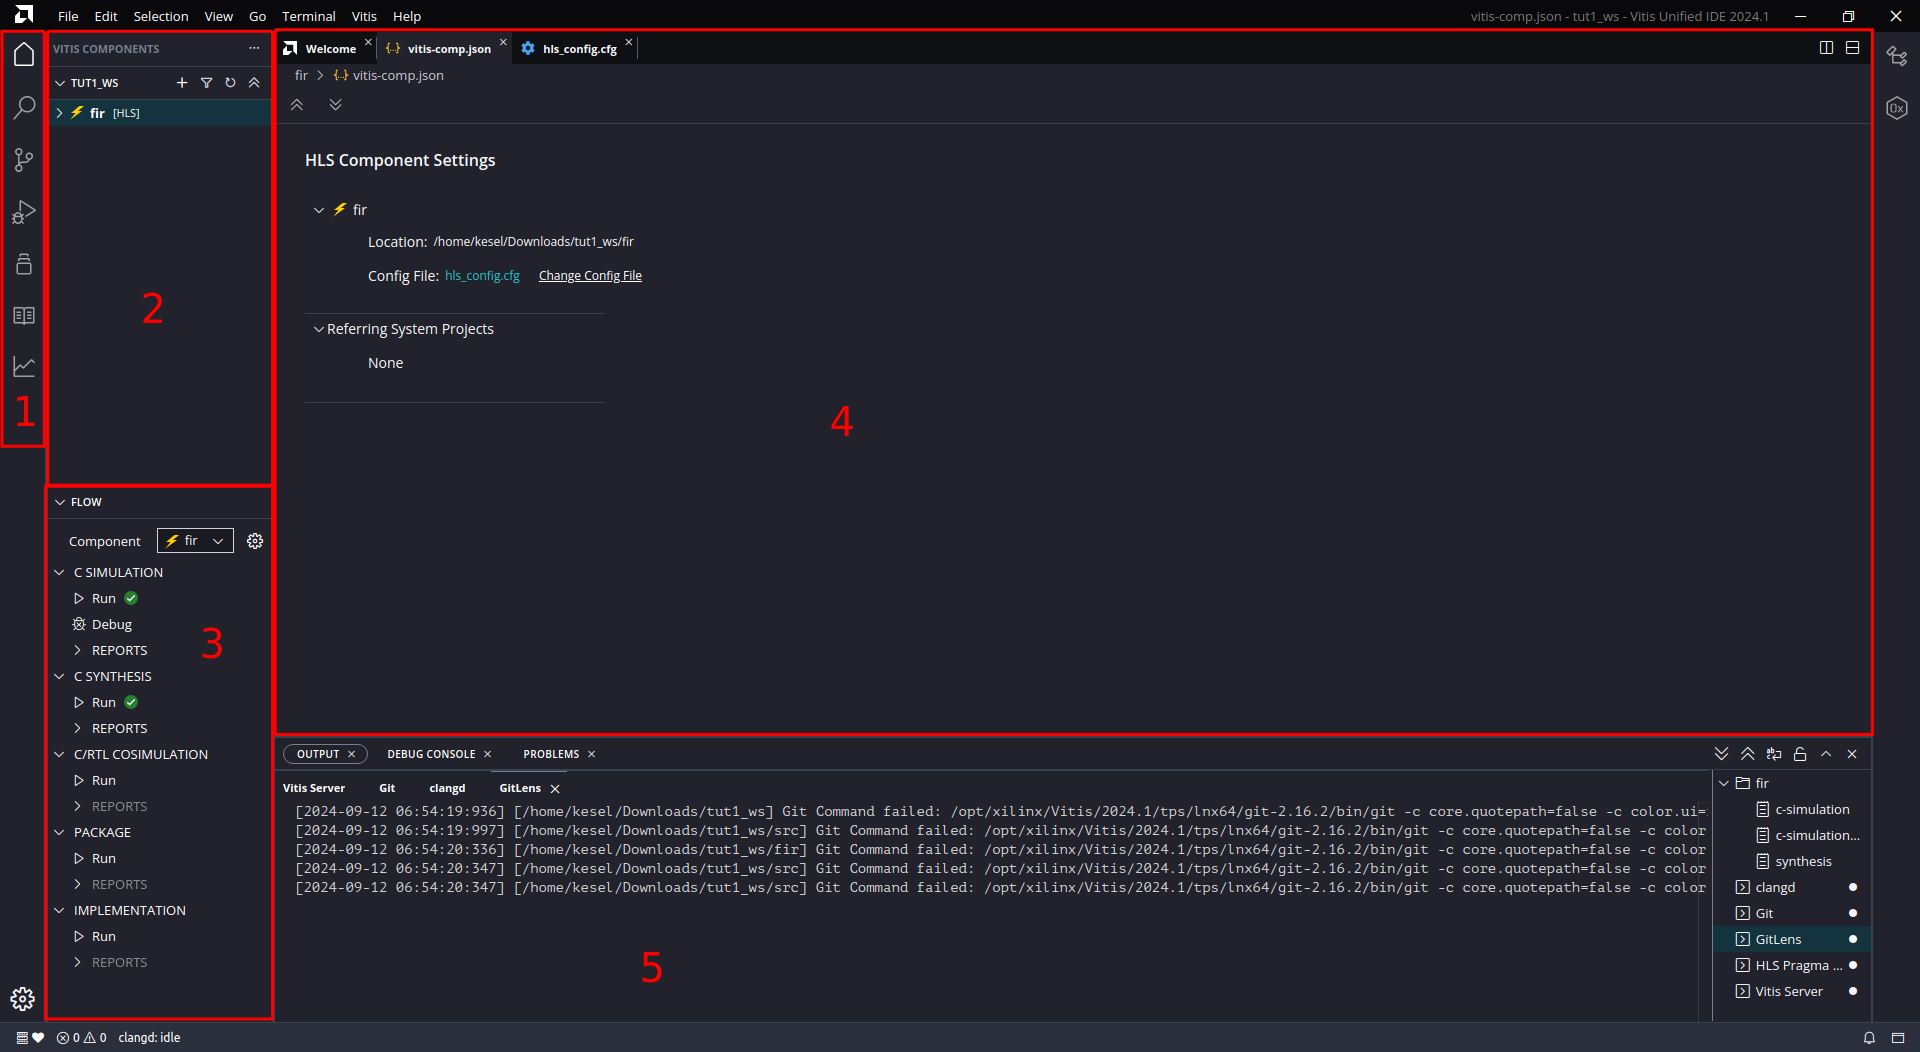 File Edit Selection View Go Terminal Vitis Help
vitis-comp.json - tut1_ws - Vitis Unified IDE 2024.1
VITIS COMPONENTS ...
TUT1_WS
fir [HLS]
1
2
FLOW
Component fir
C SIMULATION
Run
Debug
REPORTS
3
C SYNTHESIS
Run
REPORTS
C/RTL COSIMULATION
Run
REPORTS
PACKAGE
Run
REPORTS
IMPLEMENTATION
Run
REPORTS
Welcome vitis-comp.json hls_config.cfg
fir > {..} vitis-comp.json
HLS Component Settings
fir
Location: /home/kesel/Downloads/tut1_ws/fir
Config File: hls_config.cfg Change Config File
Referring System Projects
None
4
OUTPUT DEBUG CONSOLE PROBLEMS
Vitis Server Git clangd GitLens
[2024-09-12 06:54:19:936] [/home/kesel/Downloads/tut1_ws] Git Command failed: /opt/xilinx/Vitis/2024.1/tps/lnx64/git-2.16.2/bin/git -c core.quotepath=false -c color.ui=
[2024-09-12 06:54:19:997] [/home/kesel/Downloads/tut1_ws/src] Git Command failed: /opt/xilinx/Vitis/2024.1/tps/lnx64/git-2.16.2/bin/git -c core.quotepath=false -c color
[2024-09-12 06:54:20:336] [/home/kesel/Downloads/tut1_ws/fir] Git Command failed: /opt/xilinx/Vitis/2024.1/tps/lnx64/git-2.16.2/bin/git -c core.quotepath=false -c color
[2024-09-12 06:54:20:347] [/home/kesel/Downloads/tut1_ws/src] Git Command failed: /opt/xilinx/Vitis/2024.1/tps/lnx64/git-2.16.2/bin/git -c core.quotepath=false -c color
[2024-09-12 06:54:20:347] [/home/kesel/Downloads/tut1_ws/src] Git Command failed: /opt/xilinx/Vitis/2024.1/tps/lnx64/git-2.16.2/bin/git -c core.quotepath=false -c color
5
fir
c-simulation
c-simulation...
synthesis
clangd
Git
GitLens
HLS Pragma ...
Vitis Server
0 0 clangd: idle
0x